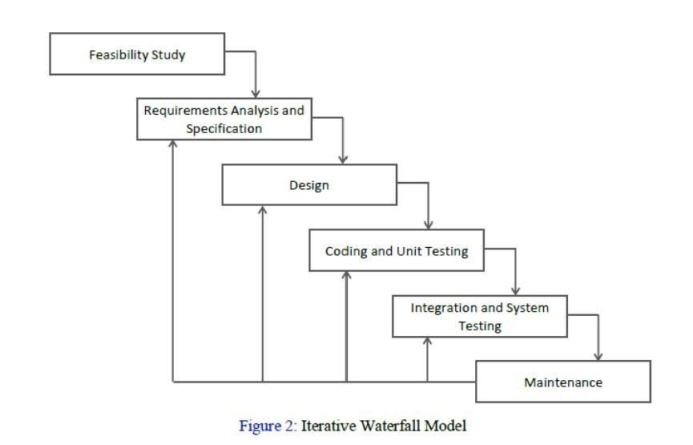 Feasibility Study
Requirements Analysis and
Specification
Design
Coding and Unit Testing
Integration and System
Testing
Maintenance
Figure 2: Iterative Waterfall Model